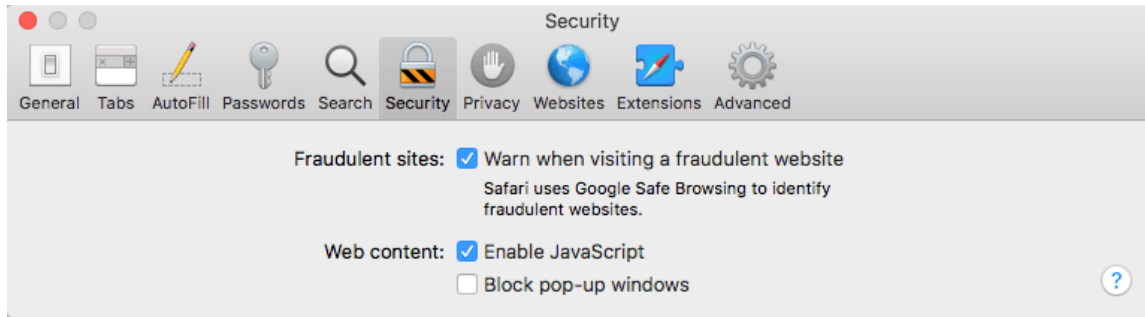 Security
General Tabs AutoFill Passwords Search Security Privacy Websites Extensions Advanced
Fraudulent sites: Warn when visiting a fraudulent website
Safari uses Google Safe Browsing to identify
fraudulent websites.
Web content: Enable JavaScript
Block pop-up windows
?